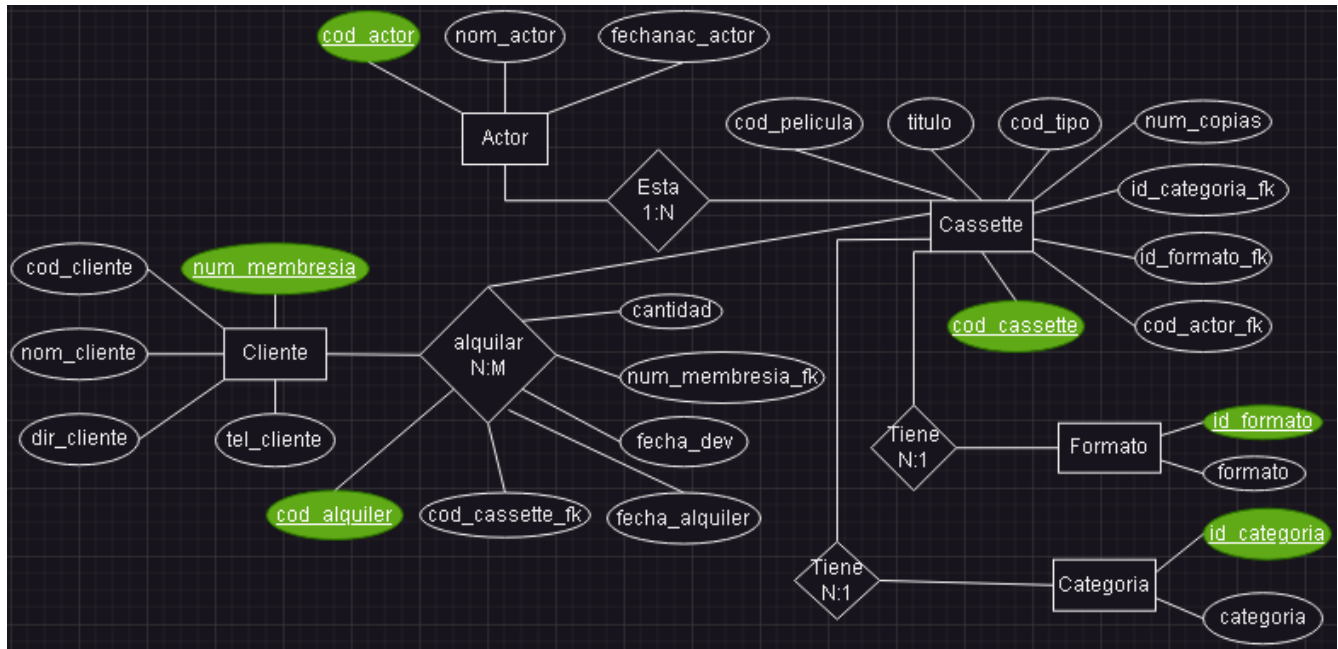 cod_actor
nom_actor
fechanac_actor
Actor
cod_pelicula
titulo
cod_tipo
num_copias
Esta
1:N
id_categoria_fk
Cassette
id_formato_fk
cod_cassette
cod_actor_fk
cod_cliente
num_membresia
nom_cliente
Cliente
dir_cliente
tel_cliente
alquilar
N:M
cantidad
num_membresia_fk
fecha_dev
cod_alquiler
cod_cassette_fk
fecha_alquiler
Tiene
N:1
Formato
id_formato
formato
Tiene
N:1
Categoria
id_categoria
categoria